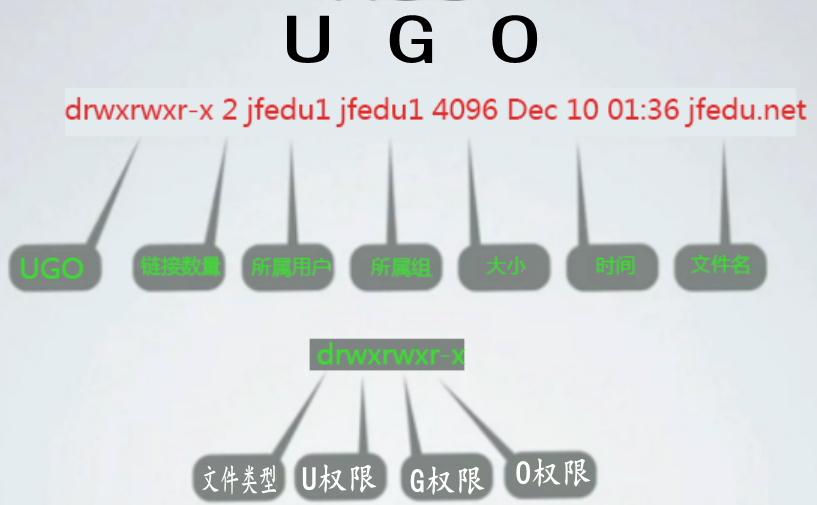 U G O
drwxrwxr-x 2 jfedu1 jfedu1 4096 Dec 10 01:36 jfedu.net
UGO 链接数量 所属用户 所属组 大小 时间 文件名
drwxrwxr-x
文件类型 U权限 G权限 O权限